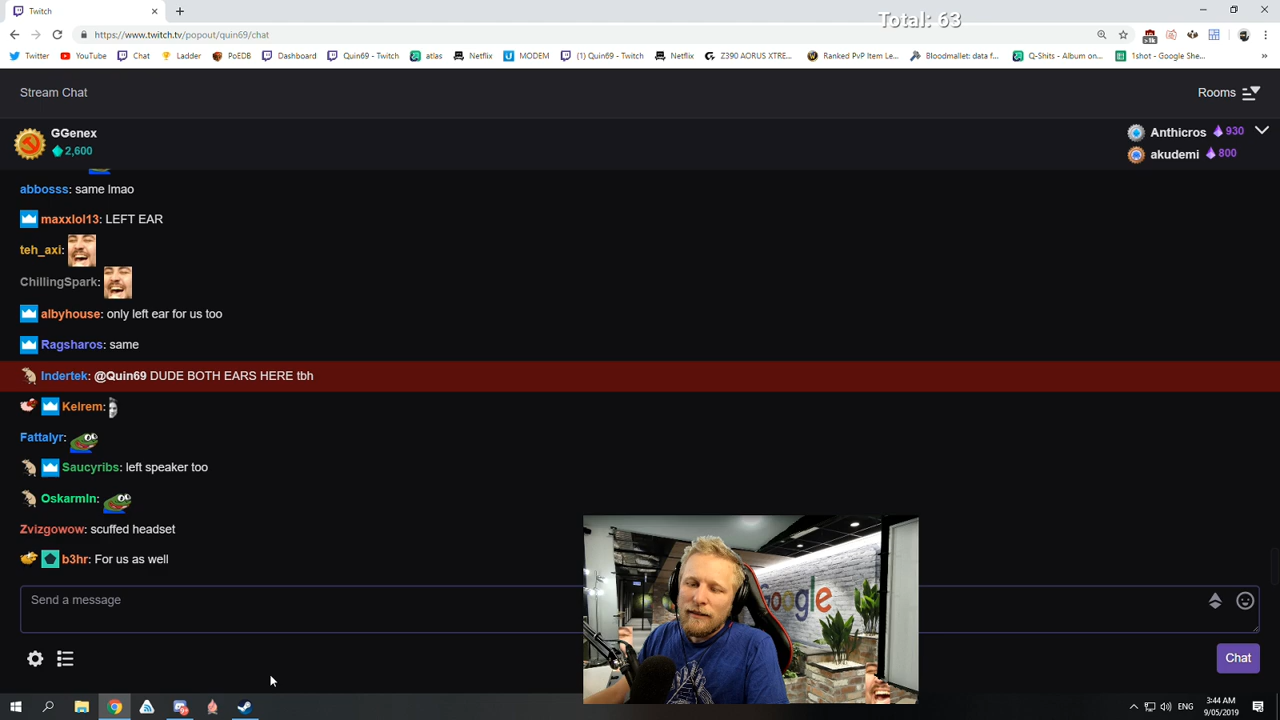 Twitch
Total: 63
https://www.twitch.tv/popout/quin69/chat
Twitter
YouTube
Chat
Ladder
PoEDB
Dashboard
Quin69 - Twitch
atlas
Netflix
MODEM
(1) Quin69 - Twitch
Netflix
Z390 AORUS XTRE...
Ranked PvP Item Le...
Bloodmallet: data f...
Q-Shits - Album on...
1shot - Google She...
Stream Chat
Rooms
GGenex
2,600
Anthicros 930
akudemi 800
abbosss: same lmao
maxxlol13: LEFT EAR
teh_axi:
ChillingSpark:
albyhouse: only left ear for us too
Ragsharos: same
Indertek: @Quin69 DUDE BOTH EARS HERE tbh
Kelrem:
Fattalyr:
Saucyribs: left speaker too
Oskarmln:
Zvizgowow: scuffed headset
b3hr: For us as well
Send a message
Google
Chat
ENG
3:44 AM
9/05/2019